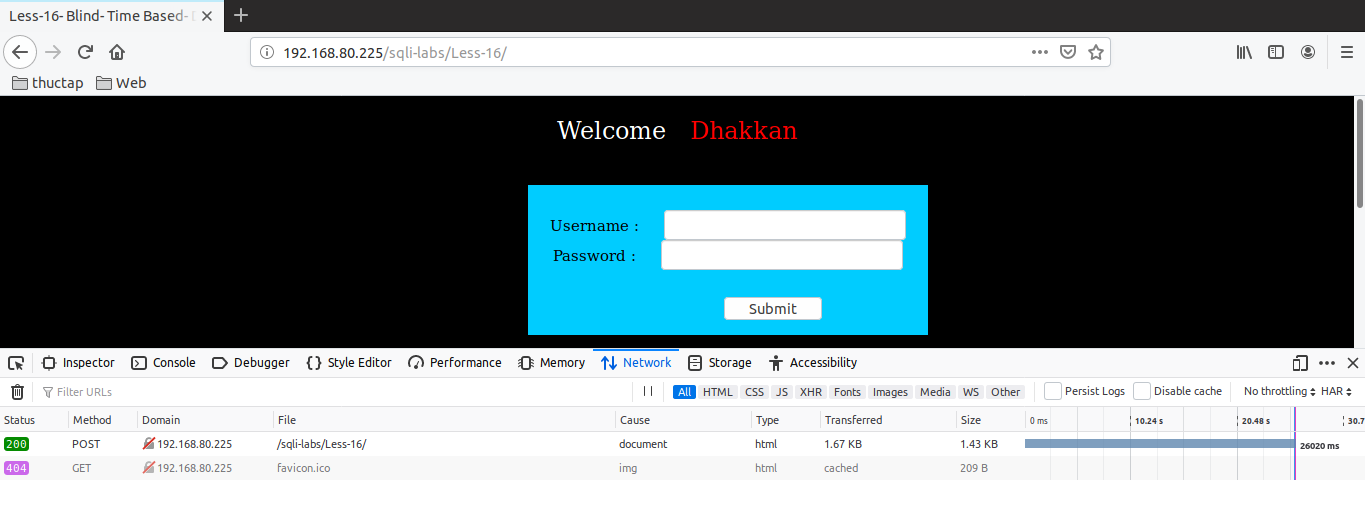 Less-16- Blind- Time Based-
192.168.80.225/sqli-labs/Less-16/
thuctap Web
Welcome Dhakkan
Username :
Password :
Submit
Inspector Console Debugger Style Editor Performance Memory Network Storage Accessibility
Filter URLs All HTML CSS JS XHR Fonts Images Media WS Other Persist Logs Disable cache No throttling HAR
Status Method Domain File Cause Type Transferred Size 0 ms 10.24 s 20.48 s 30.7
200 POST 192.168.80.225 /sqli-labs/Less-16/ document html 1.67 KB 1.43 KB 26020 ms
404 GET 192.168.80.225 favicon.ico img html cached 209 B